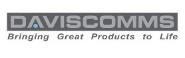 DAVISCOMMS
Bringing Great Products to Life